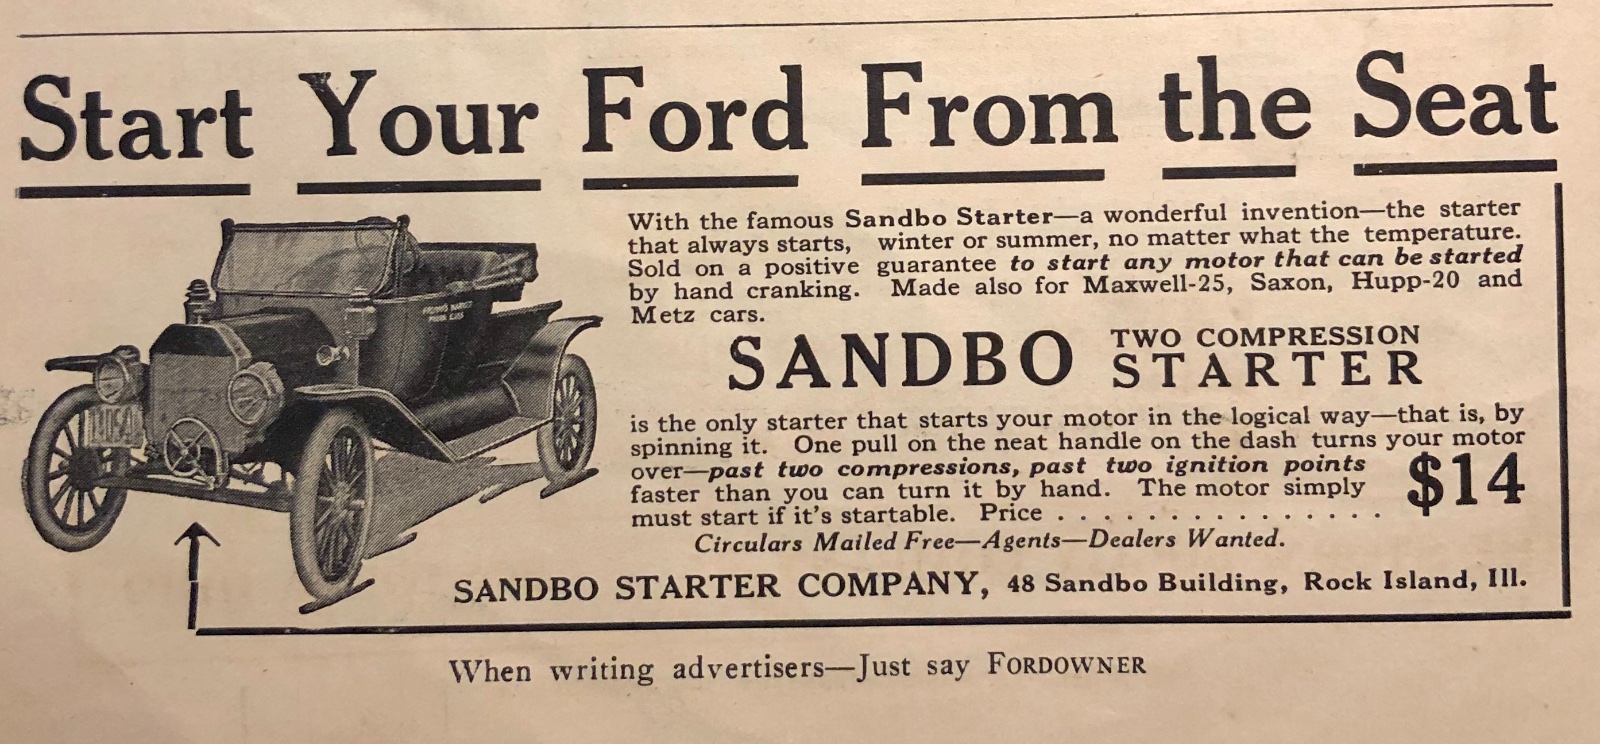 Start Your Ford From the Seat
With the famous Sandbo Starter—a wonderful invention—the starter
that always starts, winter or summer, no matter what the temperature.
Sold on a positive guarantee to start any motor that can be started
by hand cranking. Made also for Maxwell-25, Saxon, Hupp-20 and
Metz cars.
SANDBO TWO COMPRESSION
STARTER
is the only starter that starts your motor in the logical way—that is, by
spinning it. One pull on the neat handle on the dash turns your motor
over—past two compressions, past two ignition points
faster than you can turn it by hand. The motor simply
must start if it's startable. Price . . . . . . . . . . . . . . . $14
Circulars Mailed Free—Agents—Dealers Wanted.
SANDBO STARTER COMPANY, 48 Sandbo Building, Rock Island, Ill.
When writing advertisers—Just say FORDOWNER